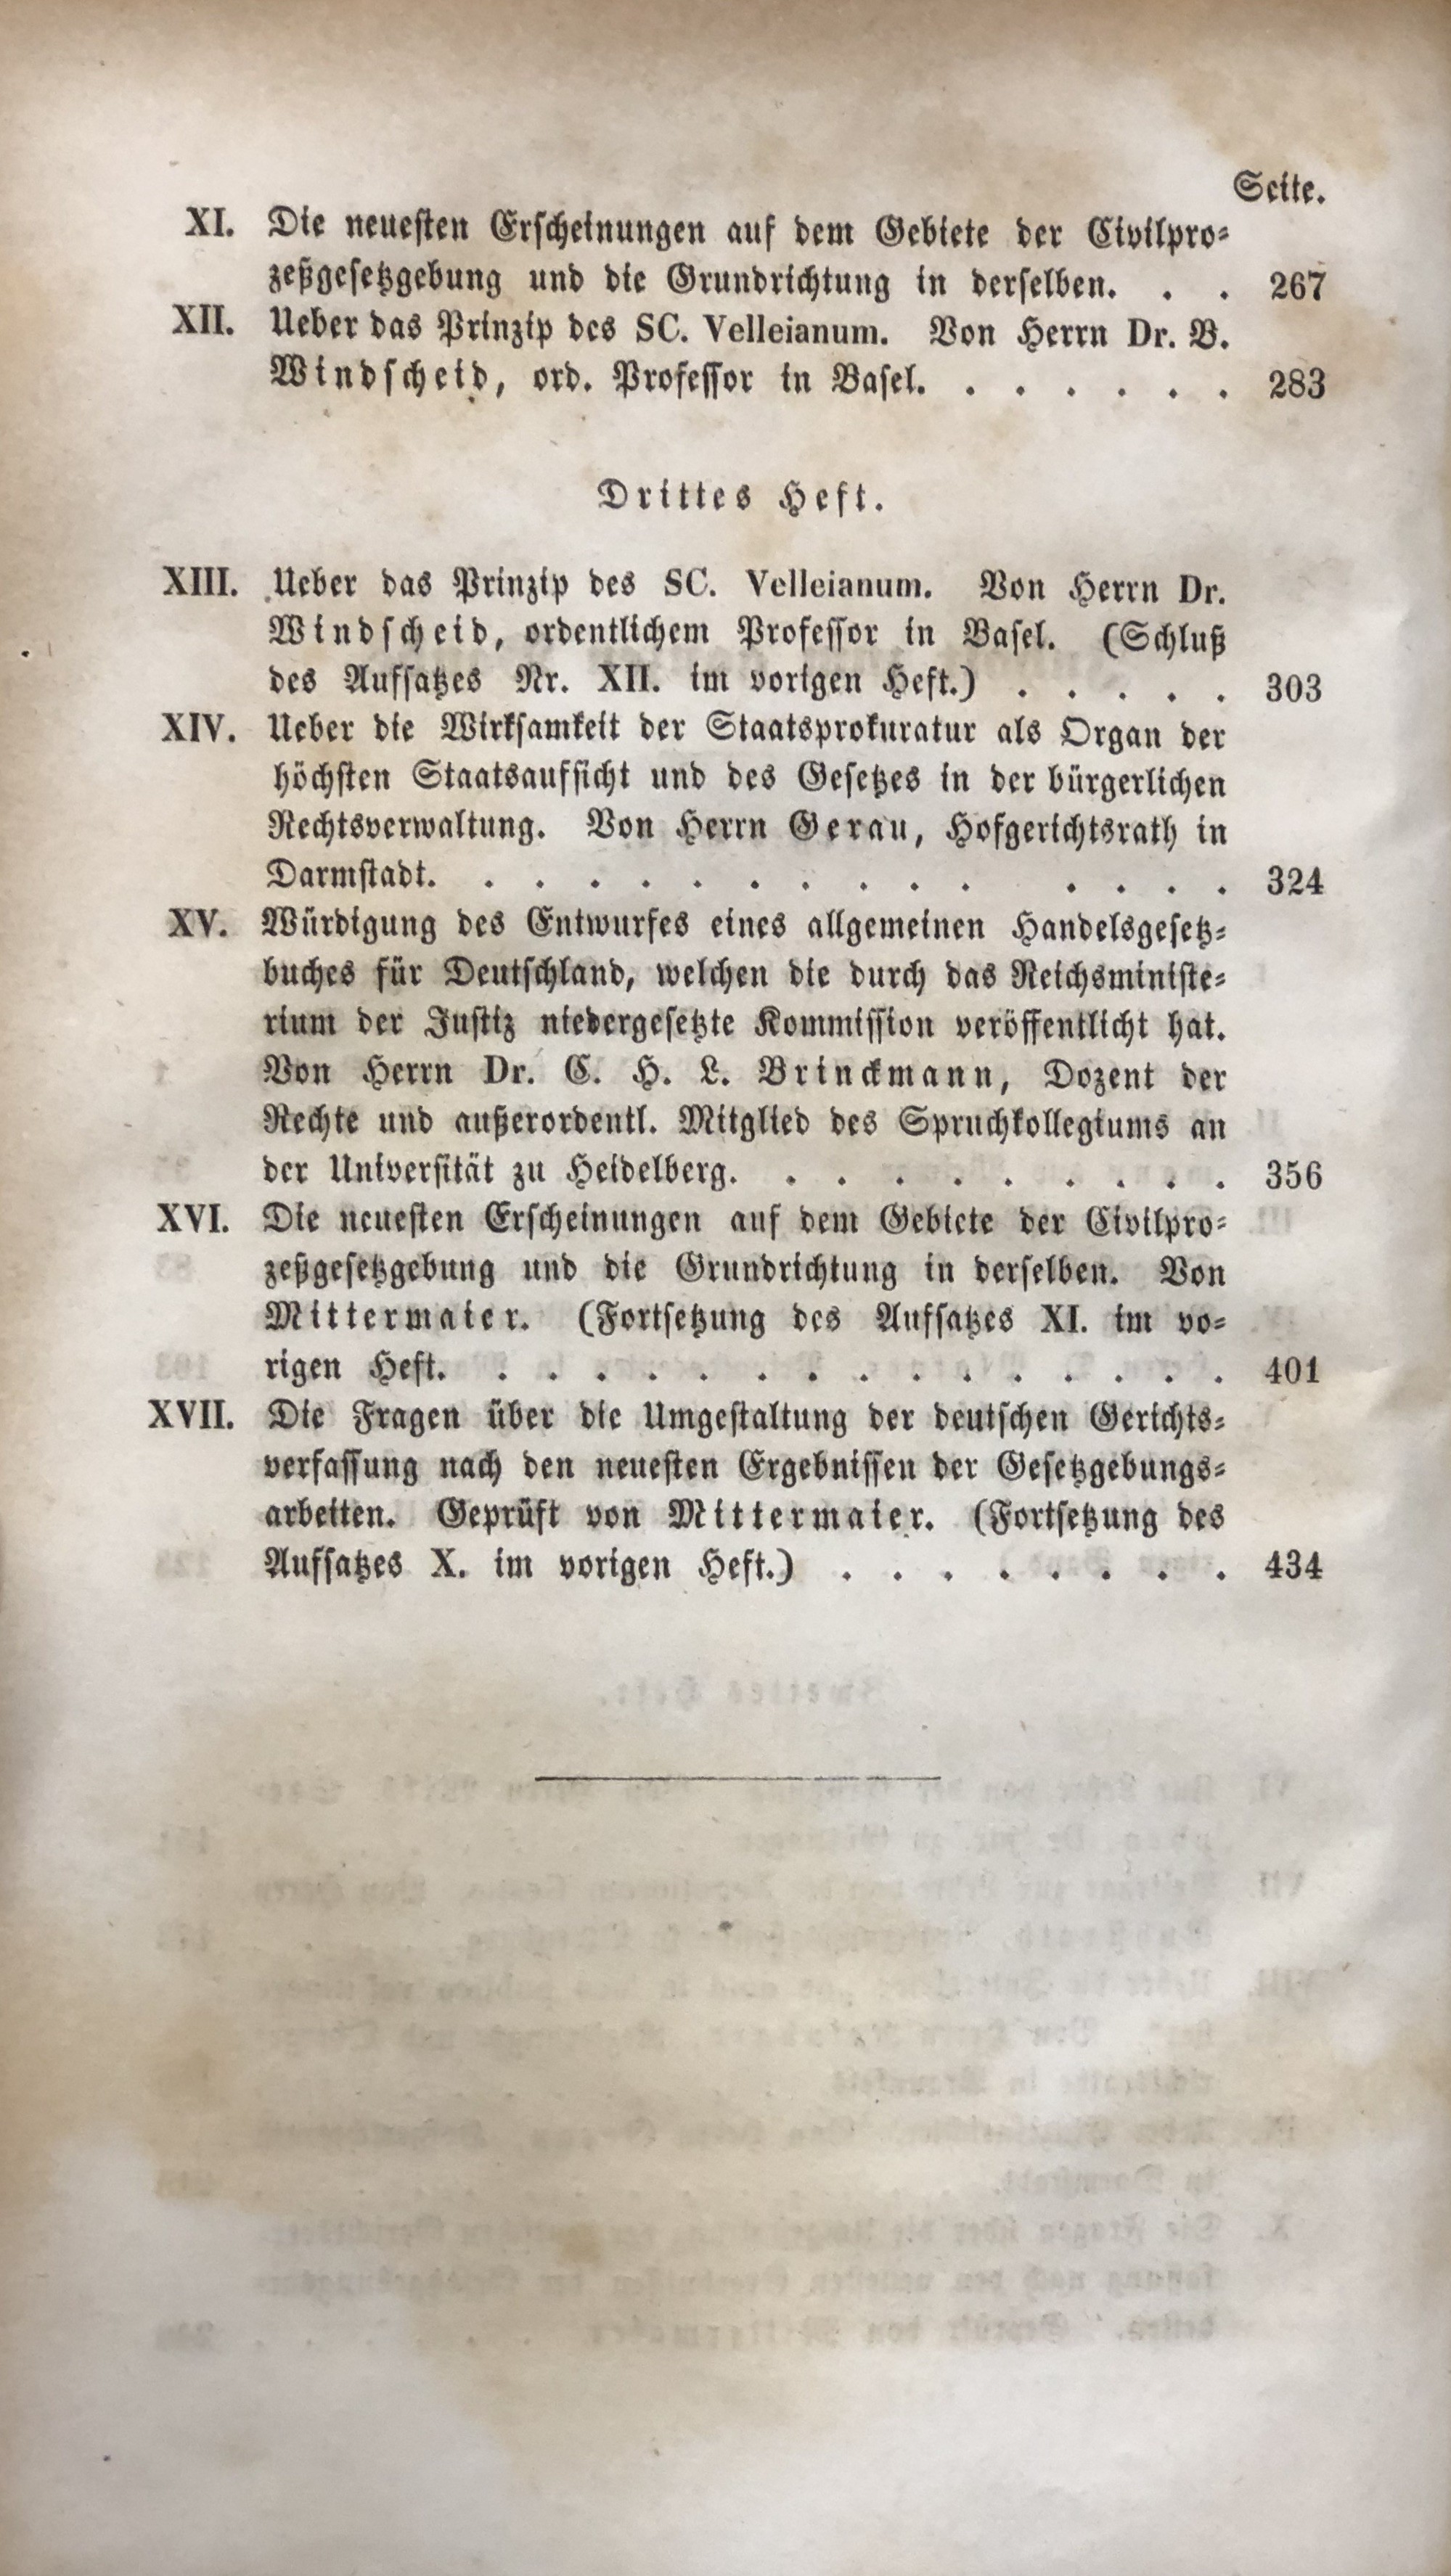 Seite.
XI. Die neuesten Erscheinungen auf dem Gebiete der Civilpro-
zeßgesetzgebung und die Grundrichtung in derselben. . . 267
XII. Ueber das Prinzip des SC. Velleianum. Von Herrn Dr. B.
Windscheid, ord. Professor in Basel. . . . . . . 283
Drittes Heft.
XIII. Ueber das Prinzip des SC. Velleianum. Von Herrn Dr.
Windscheid, ordentlichem Professor in Basel. (Schluß
des Aufsatzes Nr. XII. im vorigen Heft.) . . . . . 303
XIV. Ueber die Wirksamkeit der Staatsprokuratur als Organ der
höchsten Staatsaufsicht und des Gesetzes in der bürgerlichen
Rechtsverwaltung. Von Herrn Gerau, Hofgerichtsrath in
Darmstadt. . . . . . . . . . . . . . . 324
XV. Würdigung des Entwurfes eines allgemeinen Handelsgesetz-
buches für Deutschland, welchen die durch das Reichsministe-
rium der Justiz niedergesetzte Kommission veröffentlicht hat.
Von Herrn Dr. C. H. L. Brinckmann, Dozent der
Rechte und außerordentl. Mitglied des Spruchkollegiums an
der Universität zu Heidelberg. . . . . . . . . . 356
XVI. Die neuesten Erscheinungen auf dem Gebiete der Civilpro-
zeßgesetzgebung und die Grundrichtung in derselben. Von
Mittermaier. (Fortsetzung des Aufsatzes XI. im vo-
rigen Heft. . . . . . . . . . . . . . . . 401
XVII. Die Fragen über die Umgestaltung der deutschen Gerichts-
verfassung nach den neuesten Ergebnissen der Gesetzgebungs-
arbeiten. Geprüft von Mittermaier. (Fortsetzung des
Aufsatzes X. im vorigen Heft.) . . . . . . . . 434